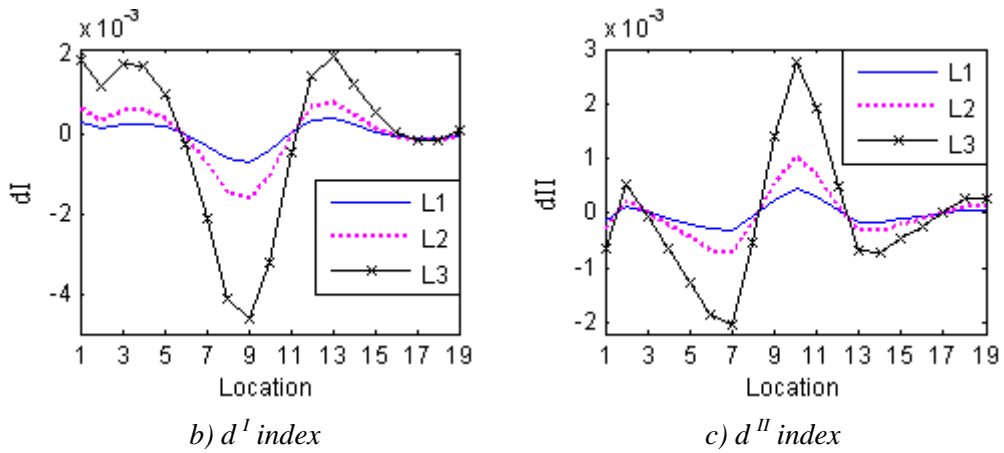 x 10⁻³
2
0
-2
-4
dI
L1
L2
L3
1 3 5 7 9 11 13 15 17 19
Location
b) d ᴵ index
x 10⁻³
3
2
1
0
-1
-2
dII
L1
L2
L3
1 3 5 7 9 11 13 15 17 19
Location
c) d ᴵᴵ index